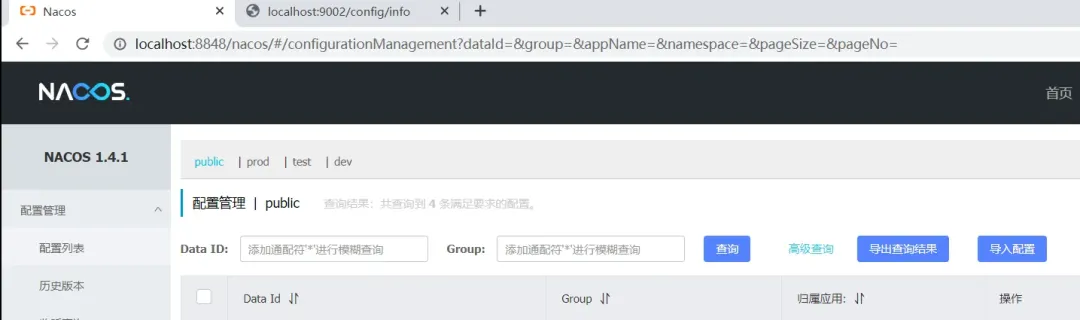 Nacos
localhost:9002/config/info
localhost:8848/nacos/#/configurationManagement?dataId=&group=&appName=&namespace=&pageSize=&pageNo=
NACOS.
首页
NACOS 1.4.1
public | prod | test | dev
配置管理
配置管理 | public 查询结果：共查询到 4 条满足要求的配置。
配置列表
Data ID: 添加通配符'*'进行模糊查询 Group: 添加通配符'*'进行模糊查询 查询 高级查询 导出查询结果 导入配置
历史版本
Data Id Group 归属应用: 操作